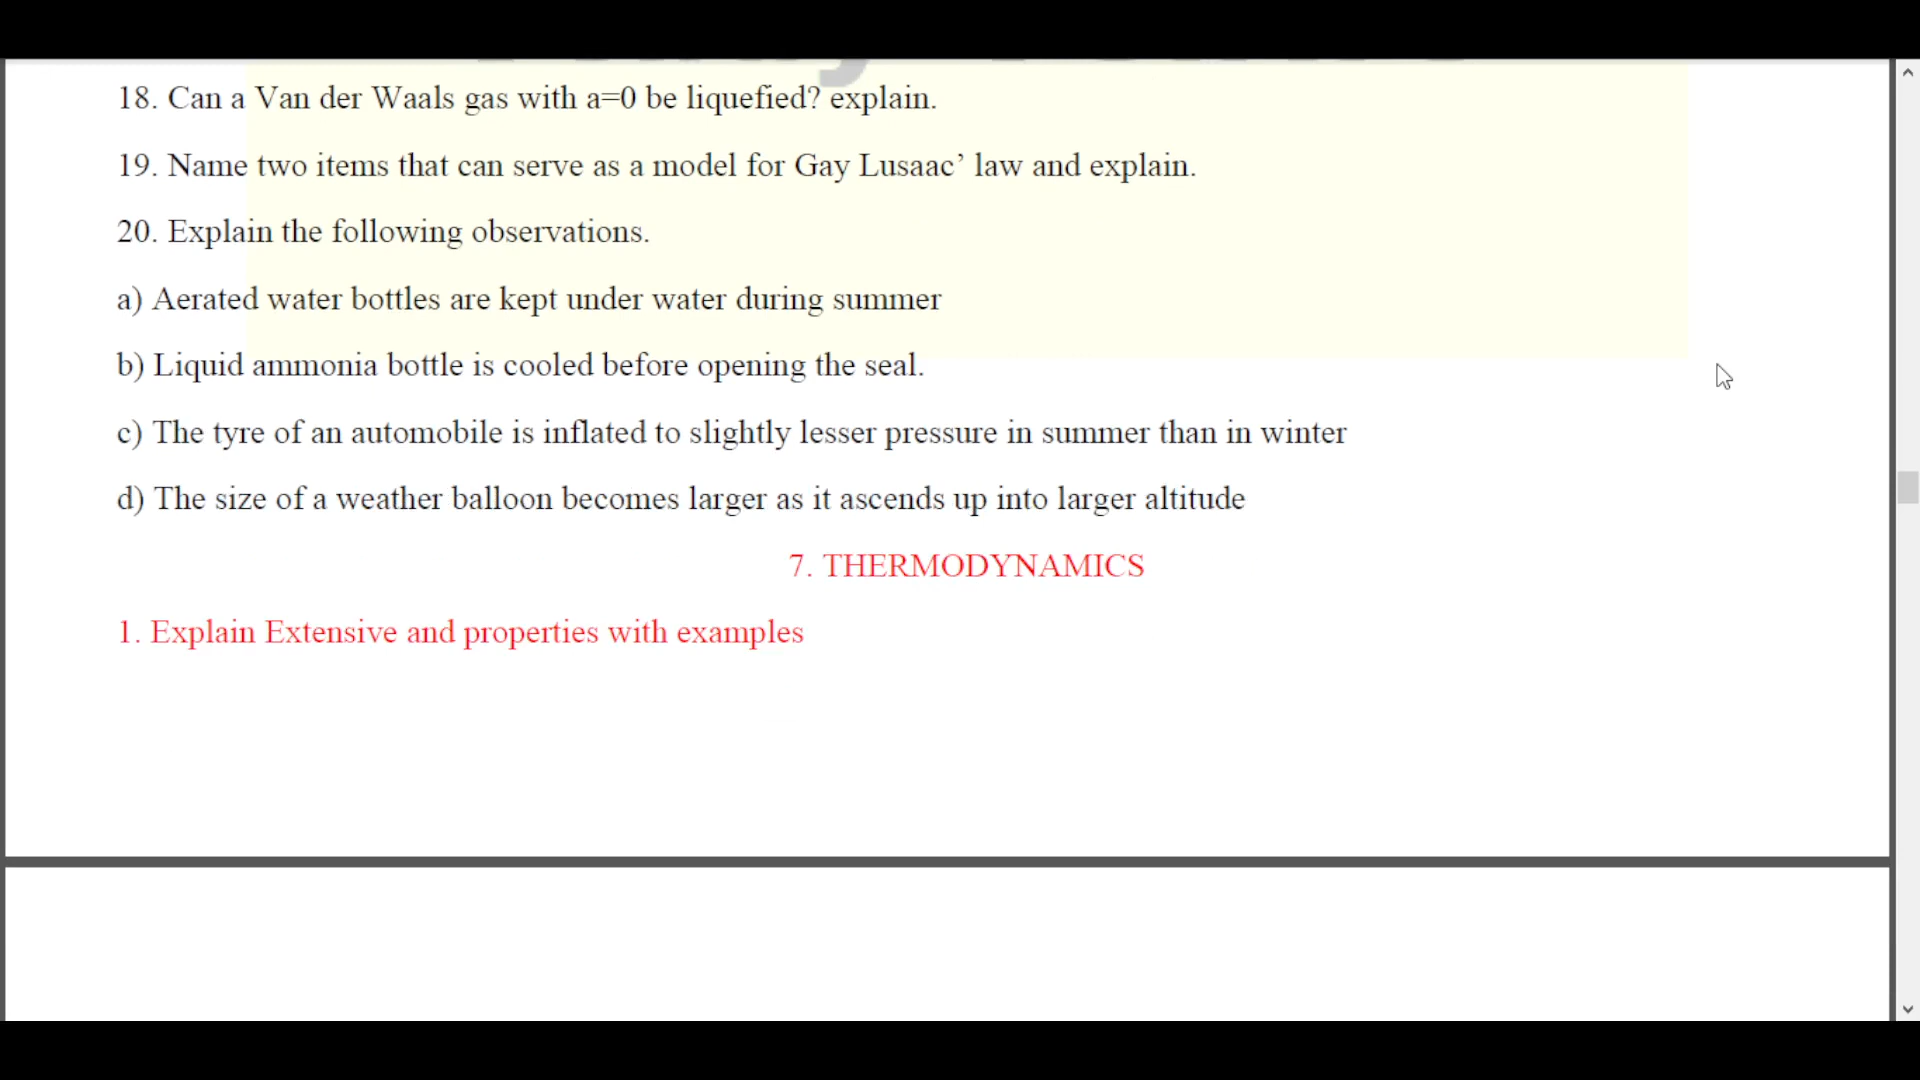 18. Can a Van der Waals gas with a=0 be liquefied? explain.
19. Name two items that can serve as a model for Gay Lusaac’ law and explain.
20. Explain the following observations.
a) Aerated water bottles are kept under water during summer
b) Liquid ammonia bottle is cooled before opening the seal.
c) The tyre of an automobile is inflated to slightly lesser pressure in summer than in winter
d) The size of a weather balloon becomes larger as it ascends up into larger altitude
7. THERMODYNAMICS
1. Explain Extensive and properties with examples